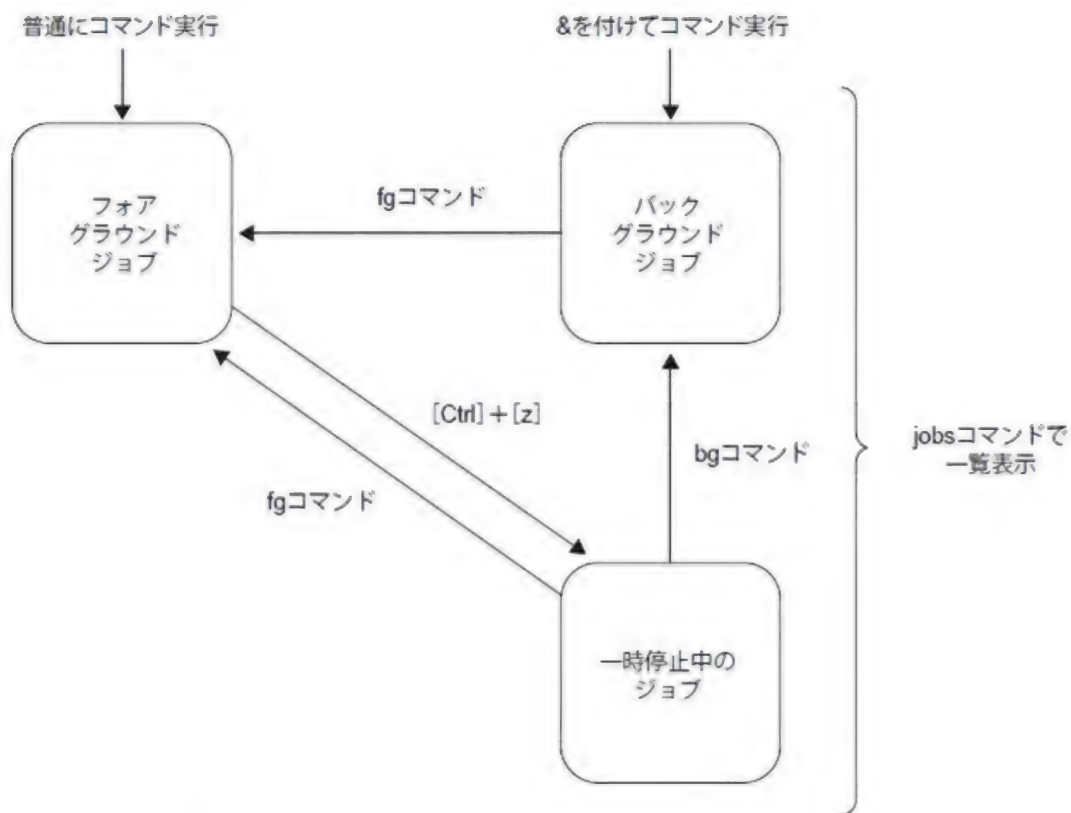 普通にコマンド実行
&を付けてコマンド実行
フォア
グラウンド
ジョブ
fgコマンド
バック
グラウンド
ジョブ
[Ctrl]+[z]
fgコマンド
bgコマンド
jobsコマンドで
一覧表示
一時停止中の
ジョブ